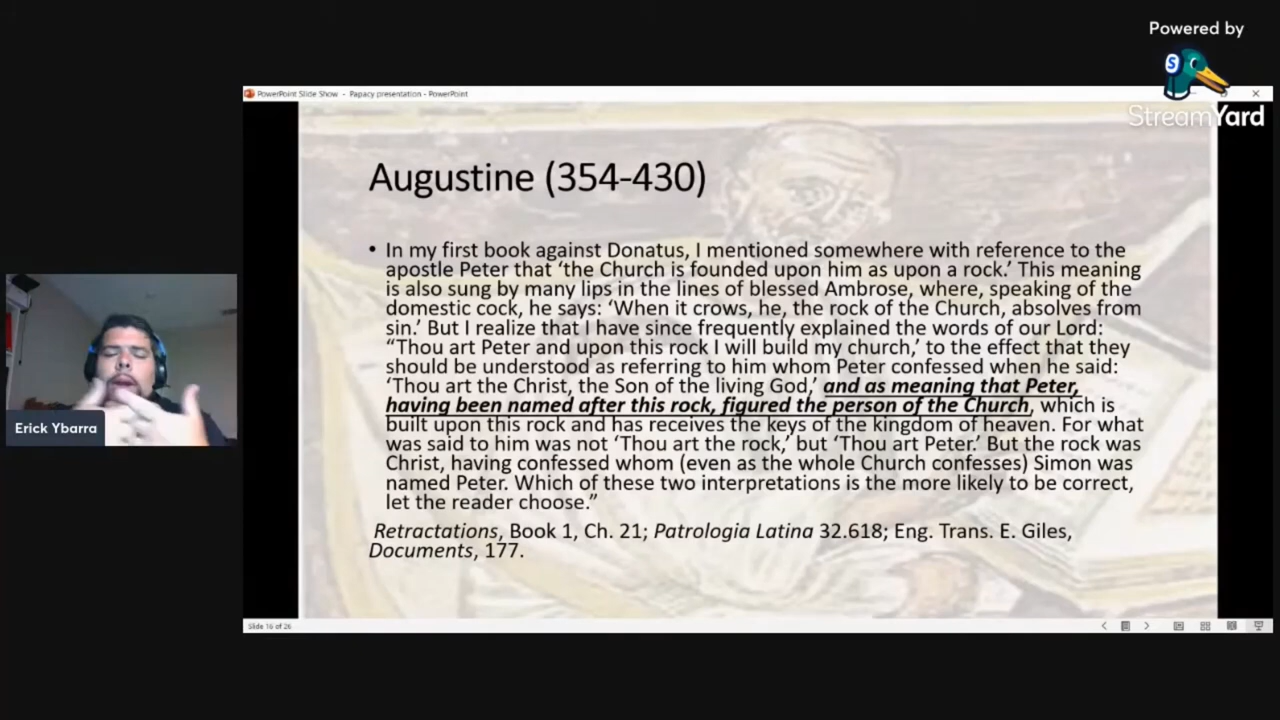 Powered by
S
StreamYard
PowerPoint Slide Show - Papacy presentation - PowerPoint
Augustine (354-430)
• In my first book against Donatus, I mentioned somewhere with reference to the
apostle Peter that ‘the Church is founded upon him as upon a rock.’ This meaning
is also sung by many lips in the lines of blessed Ambrose, where, speaking of the
domestic cock, he says: ‘When it crows, he, the rock of the Church, absolves from
sin.’ But I realize that I have since frequently explained the words of our Lord:
“Thou art Peter and upon this rock I will build my church,’ to the effect that they
should be understood as referring to him whom Peter confessed when he said:
‘Thou art the Christ, the Son of the living God,’ and as meaning that Peter,
having been named after this rock, figured the person of the Church, which is
built upon this rock and has receives the keys of the kingdom of heaven. For what
was said to him was not ‘Thou art the rock,’ but ‘Thou art Peter.’ But the rock was
Christ, having confessed whom (even as the whole Church confesses) Simon was
named Peter. Which of these two interpretations is the more likely to be correct,
let the reader choose.”
Retractations, Book 1, Ch. 21; Patrologia Latina 32.618; Eng. Trans. E. Giles,
Documents, 177.
Erick Ybarra
Slide 16 of 26